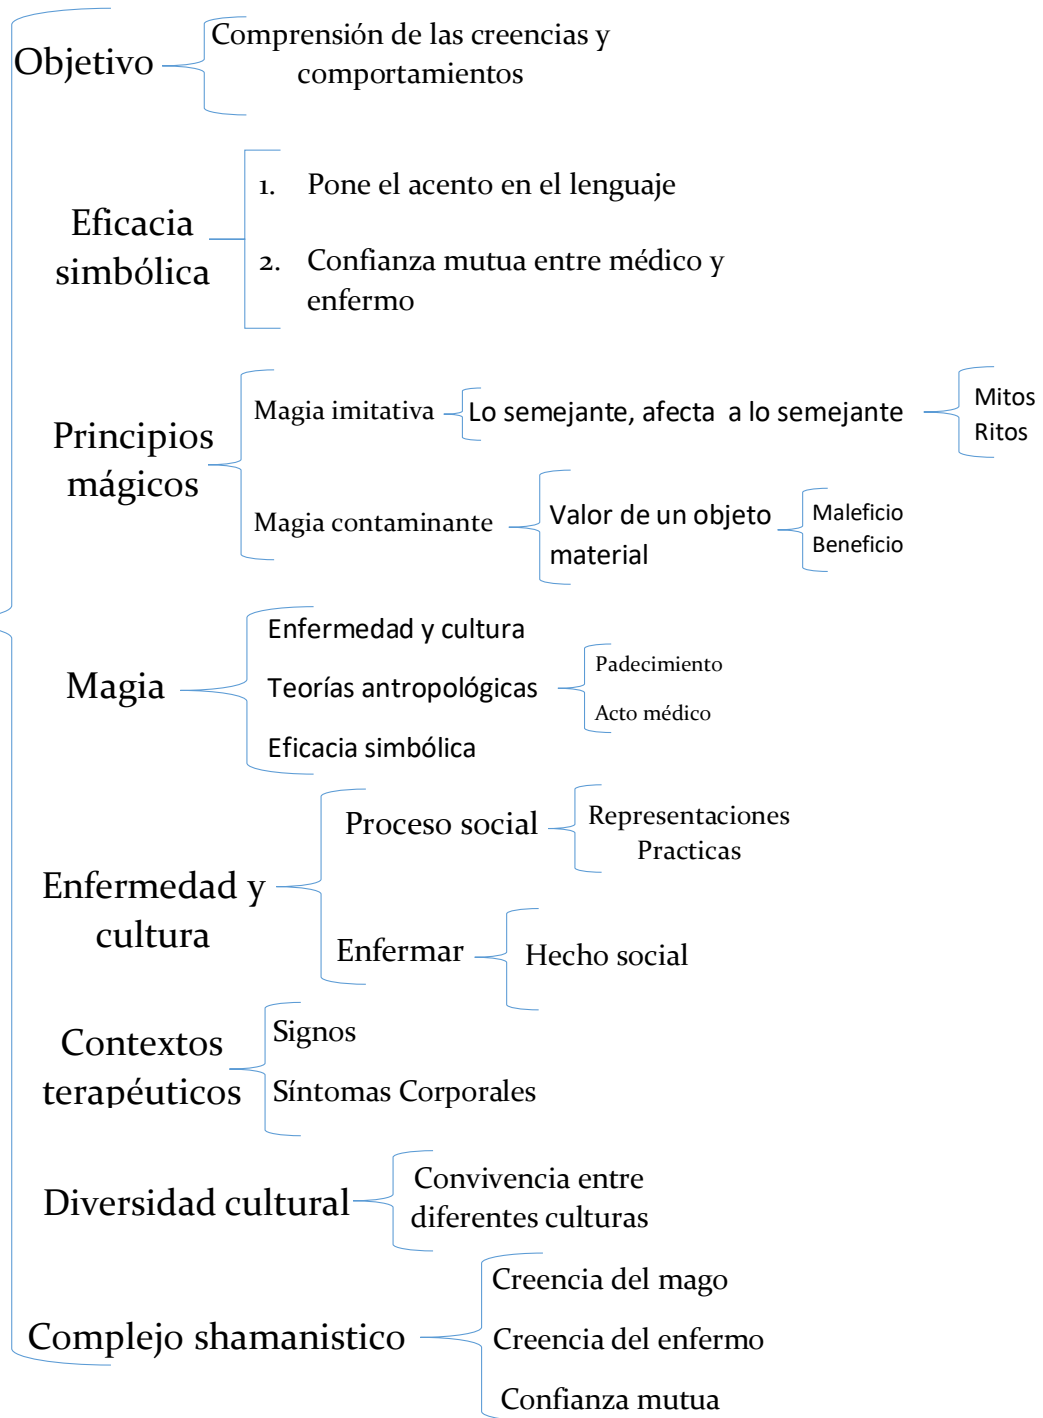 Objetivo
Comprensión de las creencias y
comportamientos
Eficacia
simbólica
1. Pone el acento en el lenguaje
2. Confianza mutua entre médico y
enfermo
Principios
mágicos
Magia imitativa
Lo semejante, afecta a lo semejante
Mitos
Ritos
Magia contaminante
Valor de un objeto
material
Maleficio
Beneficio
Magia
Enfermedad y cultura
Teorías antropológicas
Padecimiento
Acto médico
Eficacia simbólica
Enfermedad y
cultura
Proceso social
Representaciones
Practicas
Enfermar
Hecho social
Contextos
terapéuticos
Signos
Síntomas Corporales
Diversidad cultural
Convivencia entre
diferentes culturas
Complejo shamanistico
Creencia del mago
Creencia del enfermo
Confianza mutua